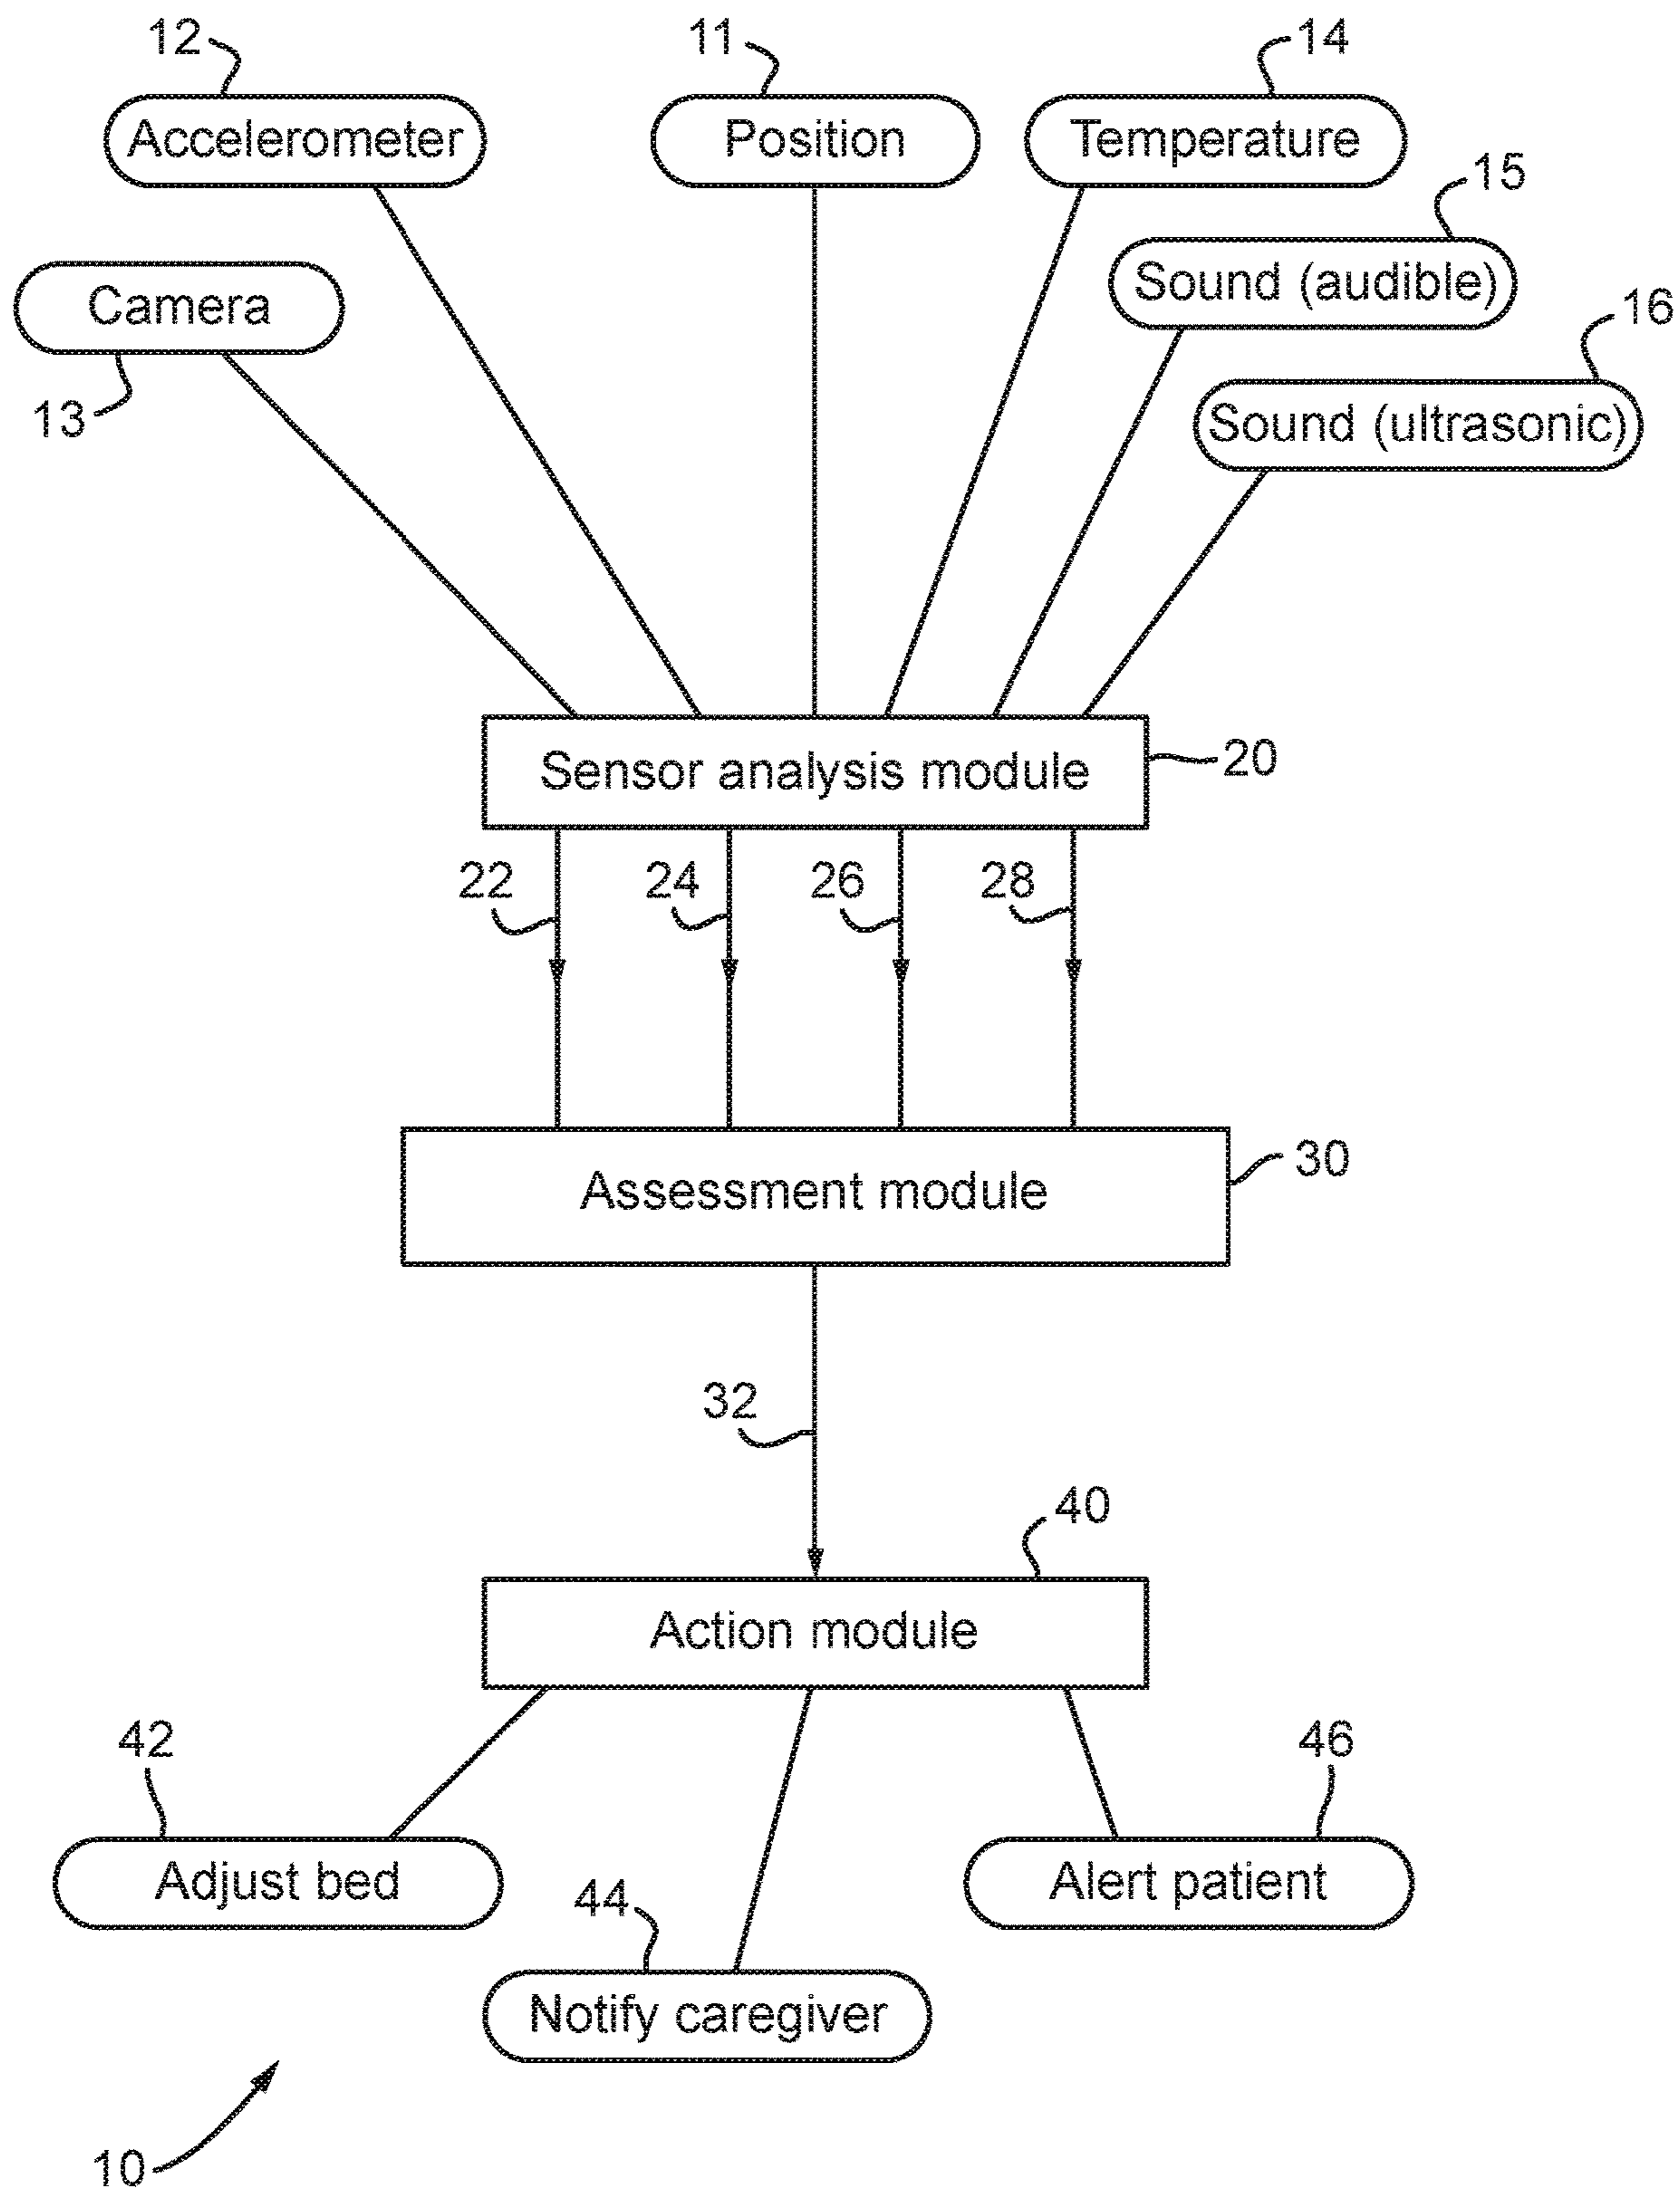 12
11
14
Accelerometer
Position
Temperature
15
Sound (audible)
Camera
16
13
Sound (ultrasonic)
Sensor analysis module
20
22
24
26
28
Assessment module
30
32
40
Action module
42
46
Adjust bed
44
Alert patient
Notify caregiver
10